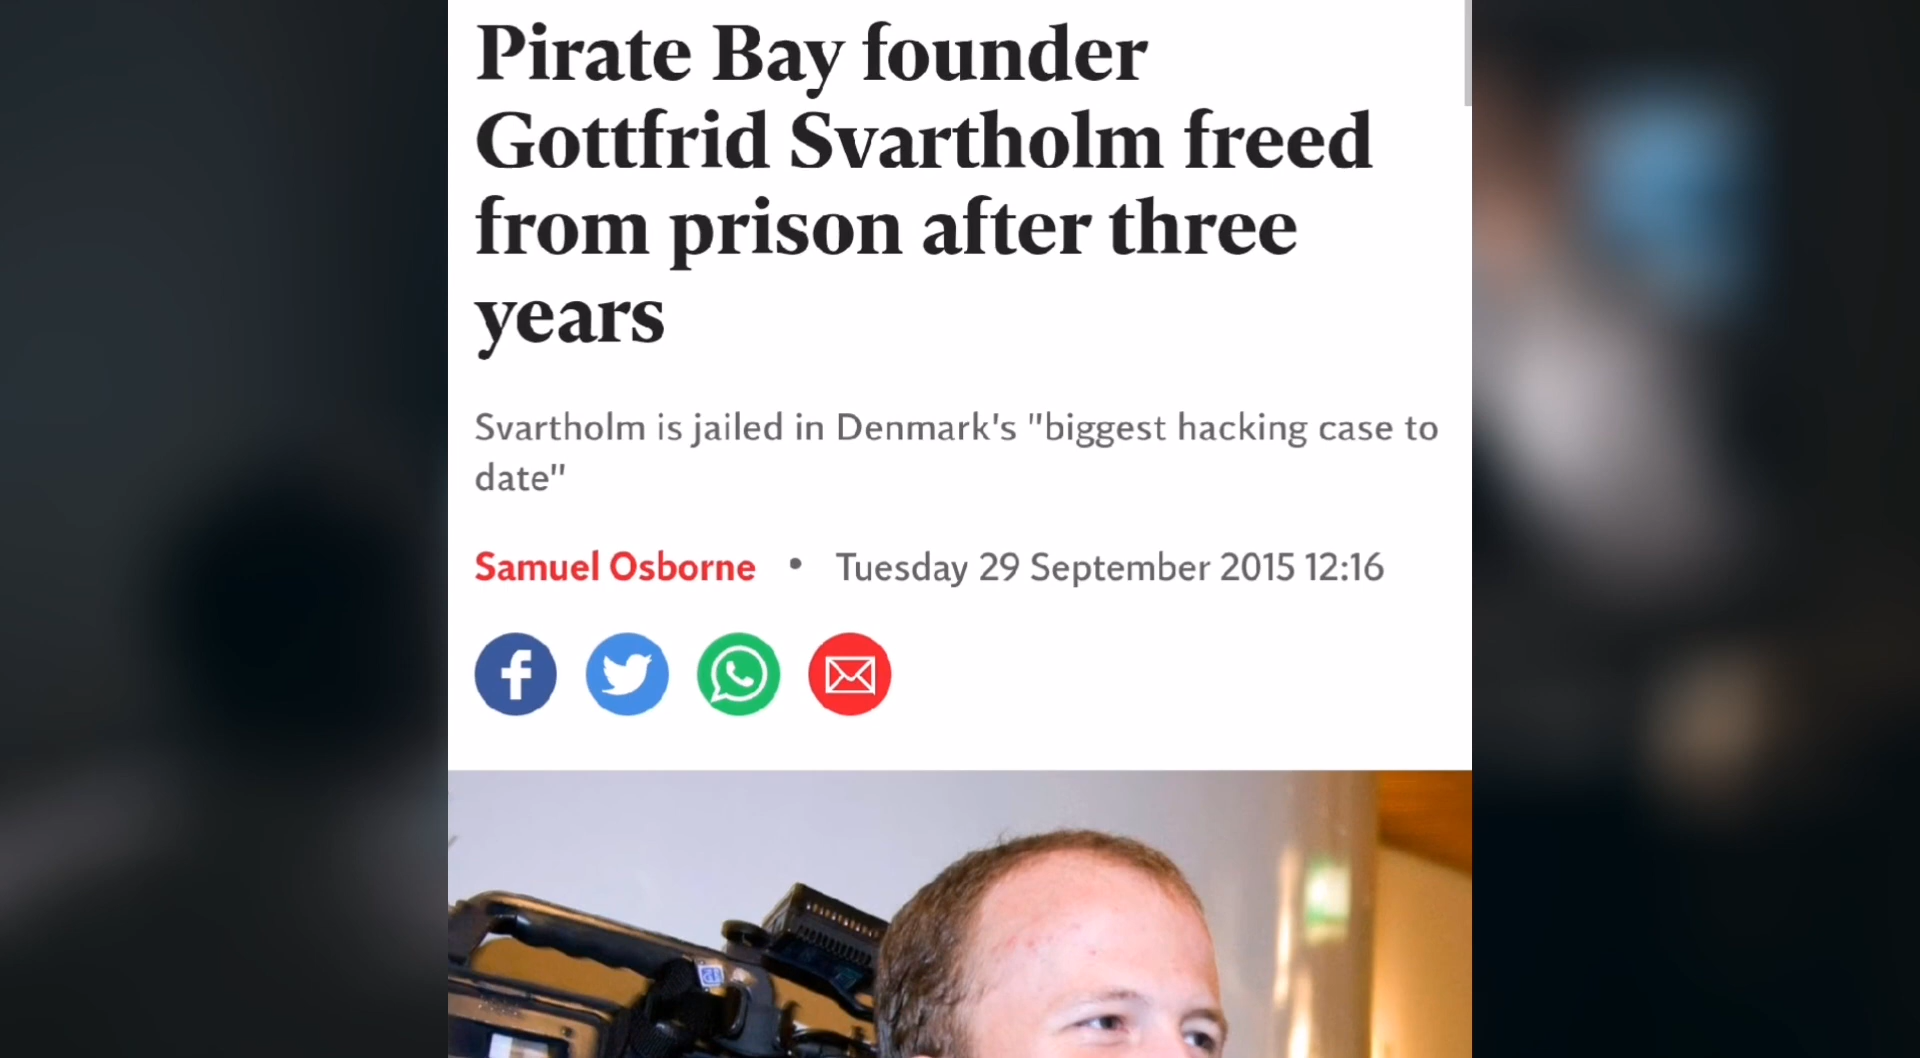 Pirate Bay founder
Gottfrid Svartholm freed
from prison after three
years
Svartholm is jailed in Denmark's "biggest hacking case to
date"
Samuel Osborne • Tuesday 29 September 2015 12:16